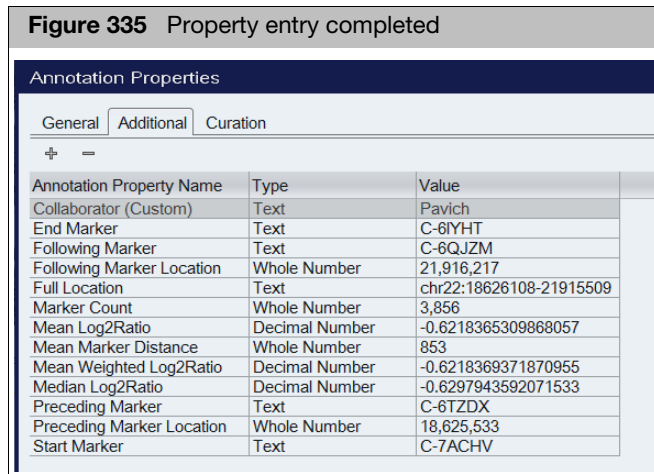 Figure 335 Property entry completed
Annotation Properties
General Additional Curation
Annotation Property Name Type Value
Collaborator (Custom) Text Pavich
End Marker Text C-6IYHT
Following Marker Text C-6QJZM
Following Marker Location Whole Number 21,916,217
Full Location Text chr22:18626108-21915509
Marker Count Whole Number 3,856
Mean Log2Ratio Decimal Number -0.6218365309868057
Mean Marker Distance Whole Number 853
Mean Weighted Log2Ratio Decimal Number -0.6218369371870955
Median Log2Ratio Decimal Number -0.6297943592071533
Preceding Marker Text C-6TZDX
Preceding Marker Location Whole Number 18,625,533
Start Marker Text C-7ACHV